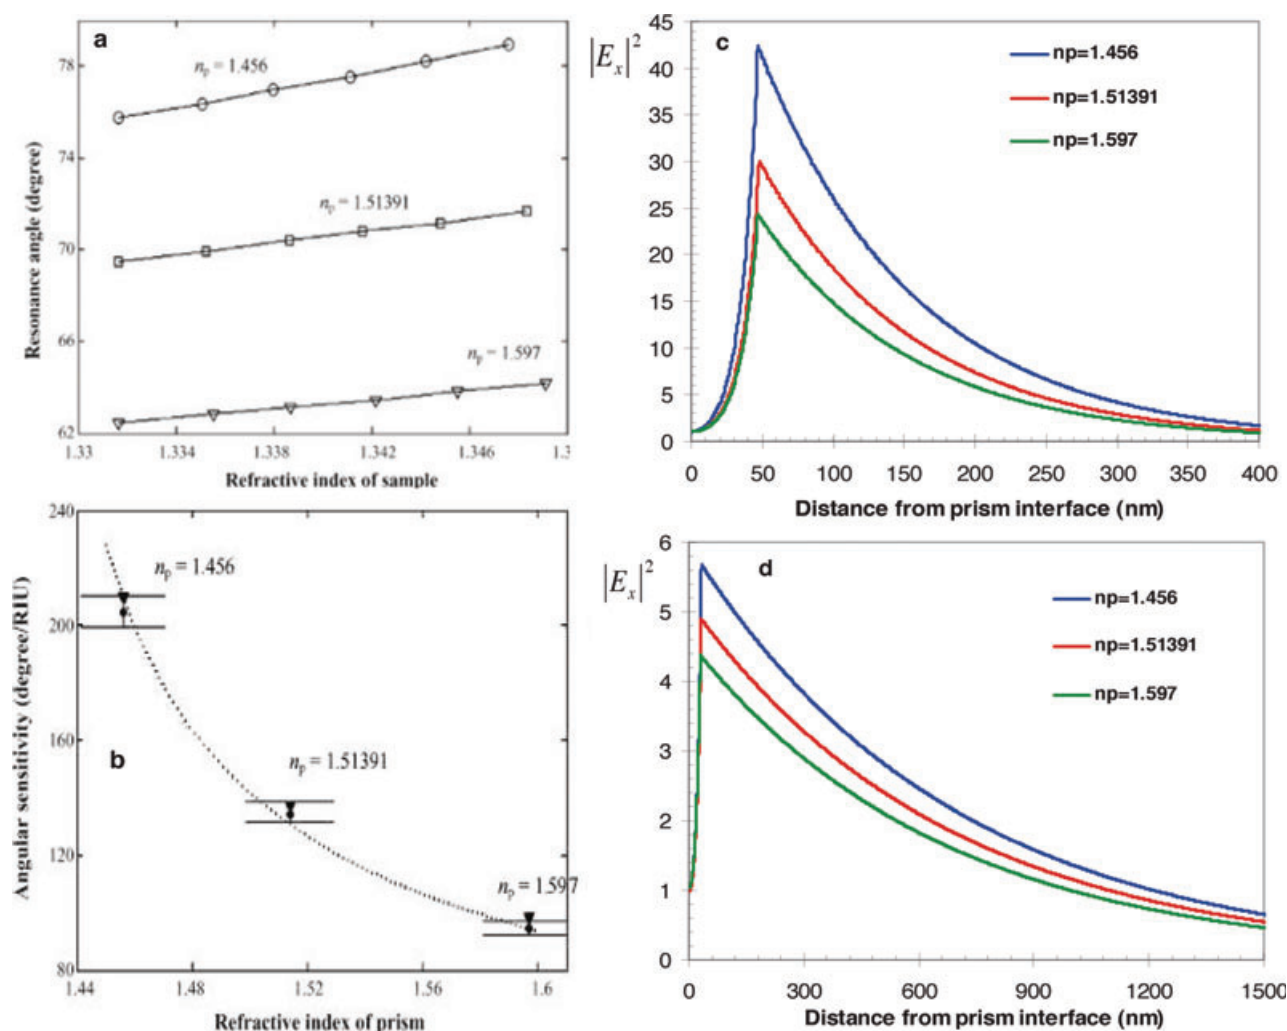 a
n_p = 1.456
n_p = 1.51391
n_p = 1.597
78
74
70
66
62
1.33
1.334
1.338
1.342
1.346
1.3
Resonance angle (degree)
Refractive index of sample
c
|E_x|^2
np=1.456
np=1.51391
np=1.597
45
40
35
30
25
20
15
10
5
0
0
50
100
150
200
250
300
350
400
Distance from prism interface (nm)
b
n_p = 1.456
n_p = 1.51391
n_p = 1.597
240
200
160
120
80
1.44
1.48
1.52
1.56
1.6
Angular sensitivity (degree/RIU)
Refractive index of prism
d
|E_x|^2
np=1.456
np=1.51391
np=1.597
6
5
4
3
2
1
0
0
300
600
900
1200
1500
Distance from prism interface (nm)